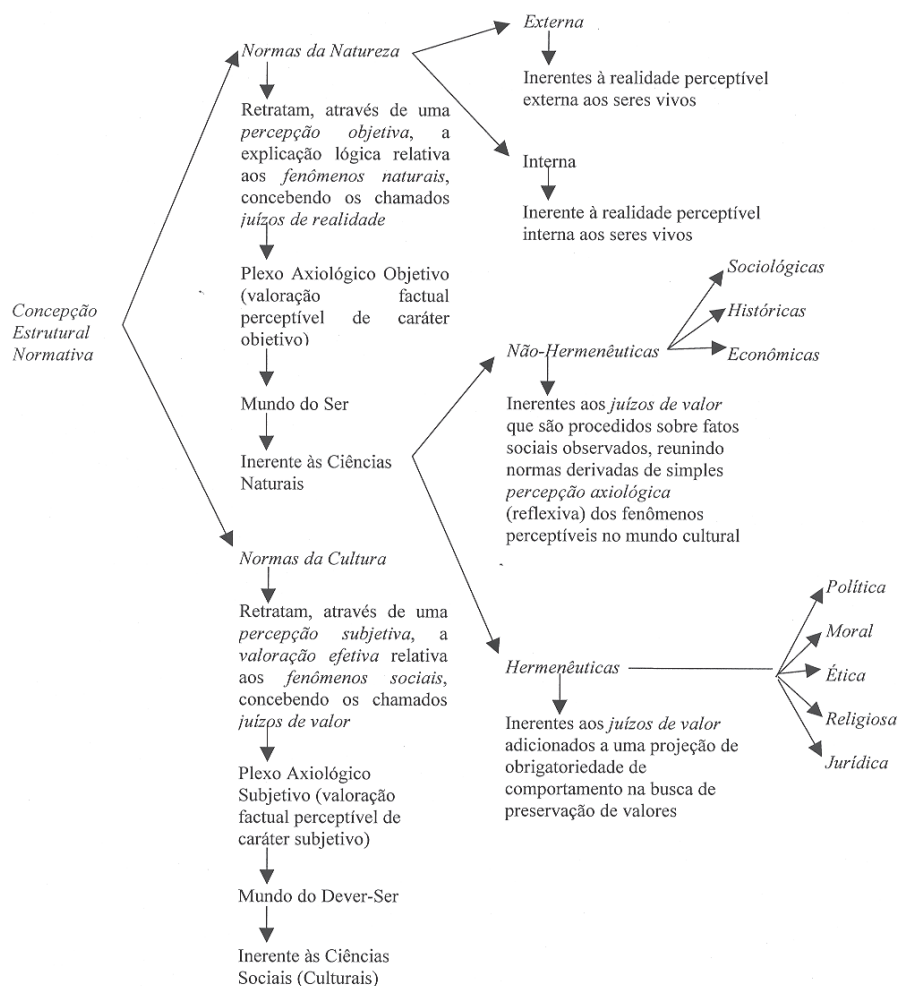 Concepção
Estrutural
Normativa
Normas da Natureza
Retratam, através de uma
percepção objetiva, a
explicação lógica relativa
aos fenômenos naturais,
concebendo os chamados
juízos de realidade
Plexo Axiológico Objetivo
(valoração factual
perceptível de caráter
objetivo)
Mundo do Ser
Inerente às Ciências
Naturais
Externa
Inerentes à realidade perceptível
externa aos seres vivos
Interna
Inerente à realidade perceptível
interna aos seres vivos
Normas da Cultura
Retratam, através de uma
percepção subjetiva, a
valoração efetiva relativa
aos fenômenos sociais,
concebendo os chamados
juízos de valor
Plexo Axiológico
Subjetivo (valoração
factual perceptível de
caráter subjetivo)
Mundo do Dever-Ser
Inerente às Ciências
Sociais (Culturais)
Não-Hermenêuticas
Inerentes aos juízos de valor
que são procedidos sobre fatos
sociais observados, reunindo
normas derivadas de simples
percepção axiológica
(reflexiva) dos fenômenos
perceptíveis no mundo cultural
Sociológicas
Históricas
Econômicas
Hermenêuticas
Inerentes aos juízos de valor
adicionados a uma projeção de
obrigatoriedade de
comportamento na busca de
preservação de valores
Política
Moral
Ética
Religiosa
Jurídica